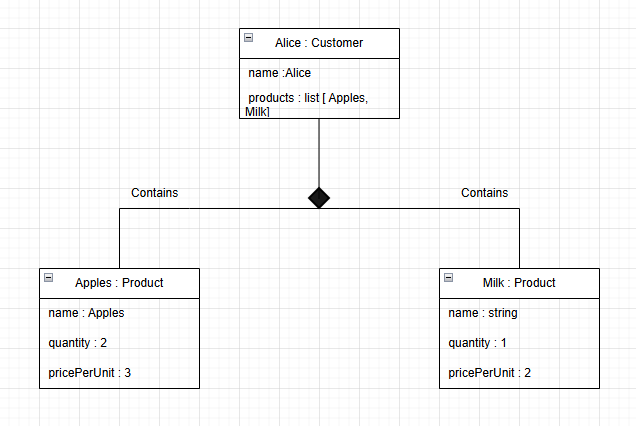 Alice : Customer
name :Alice
products : list [ Apples,
Milk]
Contains
Contains
Apples : Product
name : Apples
quantity : 2
pricePerUnit : 3
Milk : Product
name : string
quantity : 1
pricePerUnit : 2